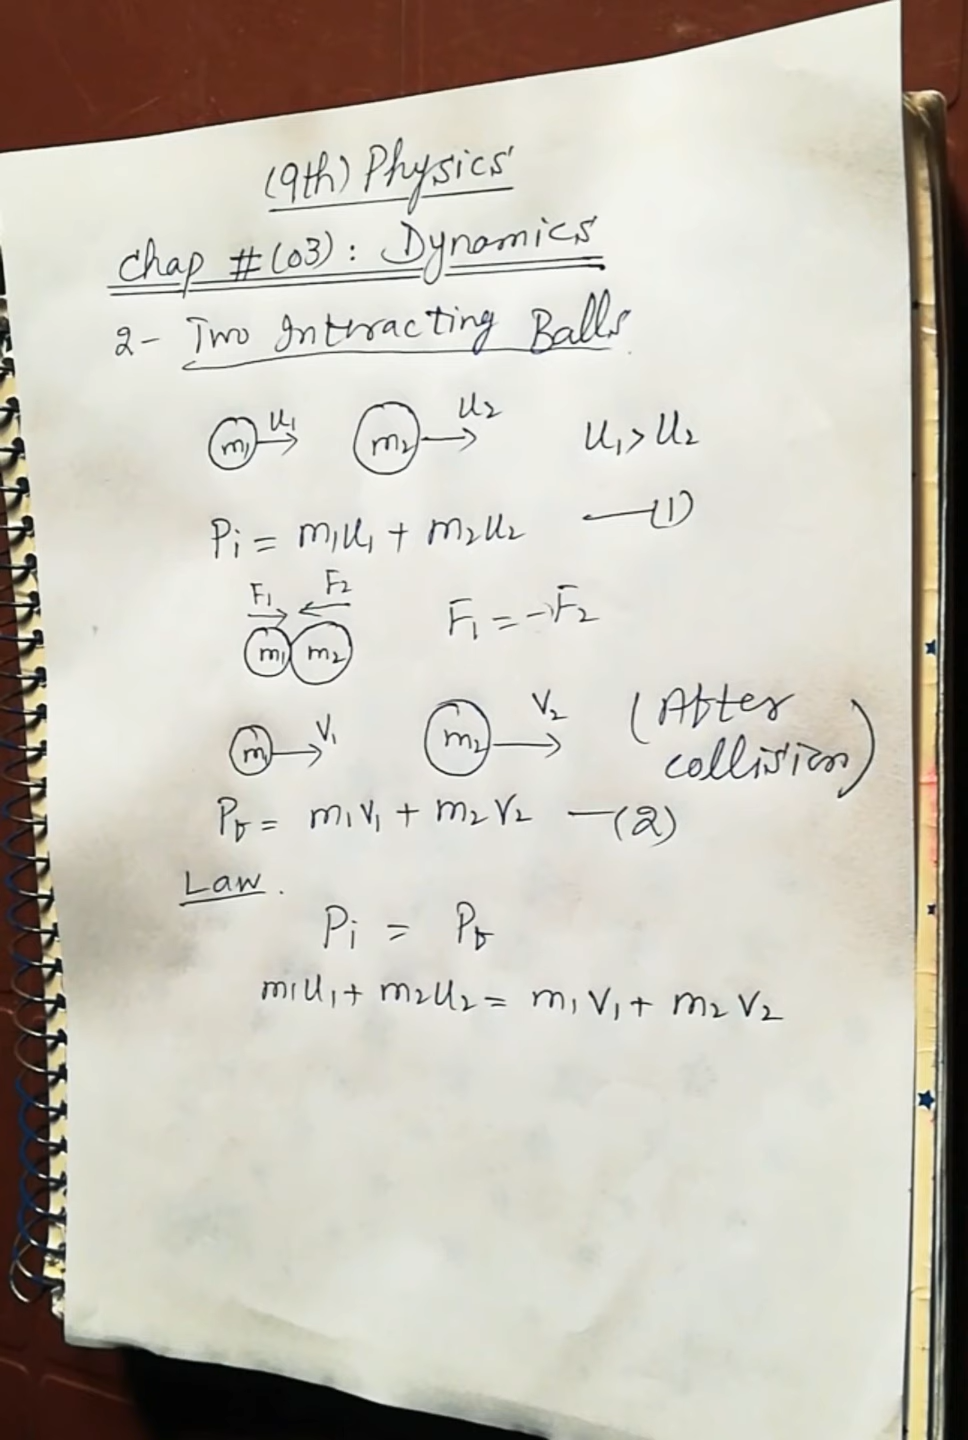 (9th) Physics
Chap #(03): Dynamics
2- Two Interacting Balls
m1 u1 m2 u2 u1>u2
Pi = m1u1 + m2u2 —(1)
F1 F2
m1 m2 F1 = -F2
m1 v1 m2 v2 (After collision)
Pf = m1v1 + m2v2 —(2)
Law.
Pi = Pf
m1u1 + m2u2 = m1v1 + m2v2